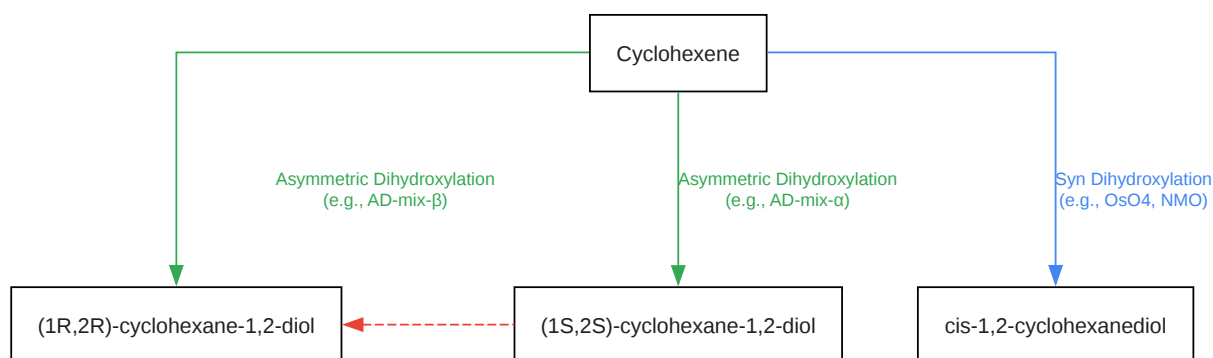 Cyclohexene
Asymmetric Dihydroxylation
(e.g., AD-mix-β)
Asymmetric Dihydroxylation
(e.g., AD-mix-α)
Syn Dihydroxylation
(e.g., OsO4, NMO)
(1R,2R)-cyclohexane-1,2-diol
(1S,2S)-cyclohexane-1,2-diol
cis-1,2-cyclohexanediol